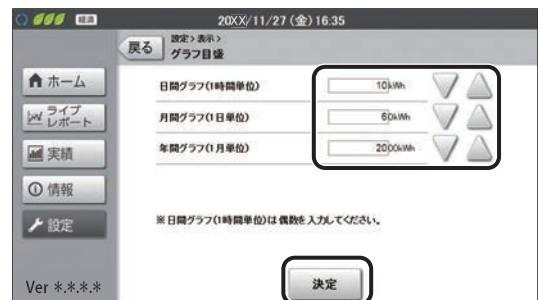 経済 20XX/11/27(金)16:35
戻る 設定>表示>
グラフ目盛
ホーム
ライブ
レポート
実績
情報
設定
Ver *.*.*.*
日間グラフ(1時間単位) 10kWh
月間グラフ(1日単位) 60kWh
年間グラフ(1月単位) 2000kWh
※日間グラフ(1時間単位)は偶数を入力してください。
決定